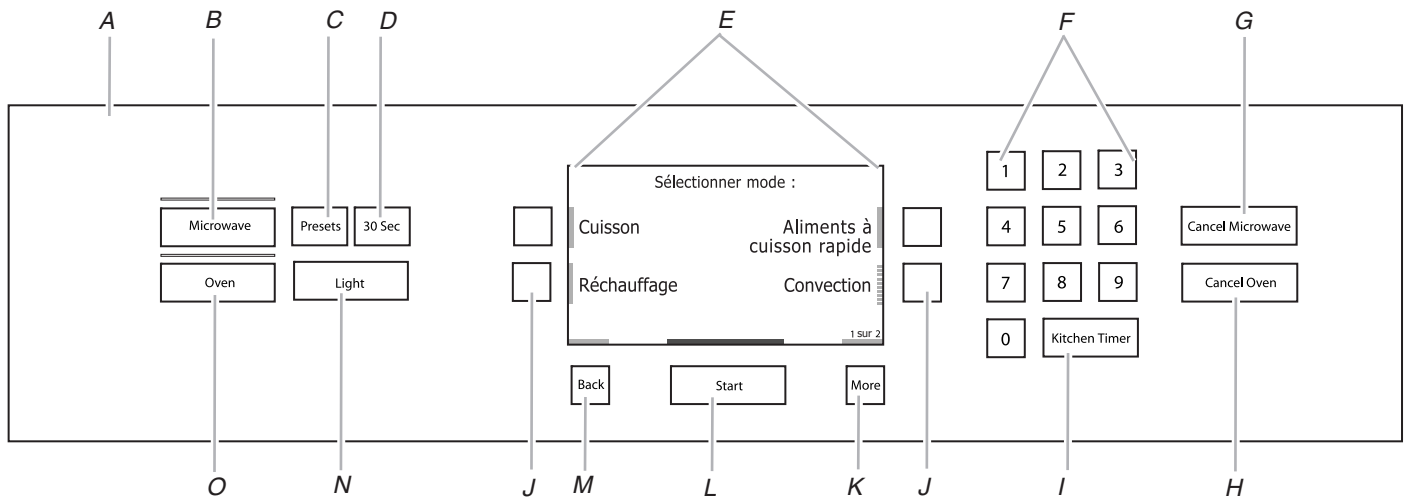 A B C D E F G
Microwave
Presets
30 Sec
Oven
Light
Sélectionner mode :
Cuisson
Aliments à
cuisson rapide
Réchauffage
Convection
1 sur 2
Back
Start
More
1 2 3
4 5 6
7 8 9
0
Kitchen Timer
Cancel Microwave
Cancel Oven
O N J M L K J I H